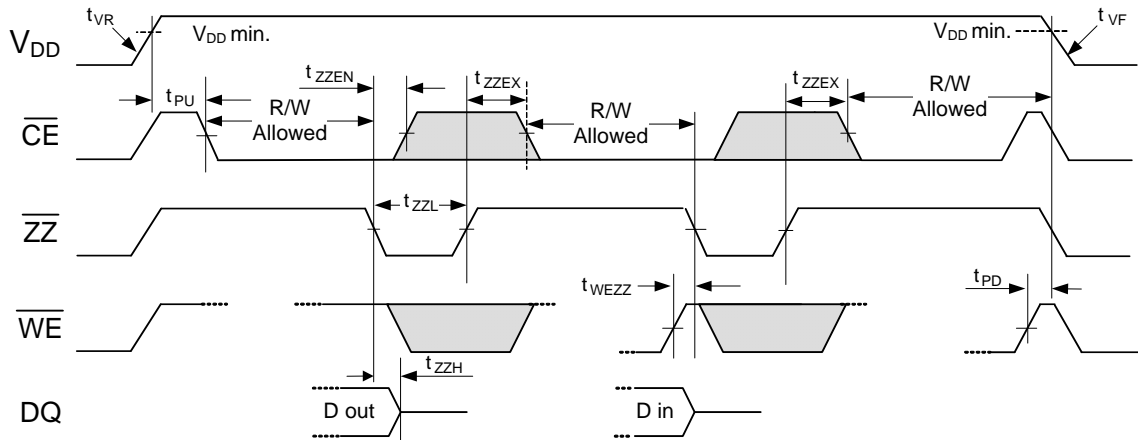 tVR
VDD min.
VDD min.
tVF
VDD
tPU
R/W
Allowed
tZZEN
tZZEX
R/W
Allowed
tZZEX
R/W
Allowed
CE
tZZL
ZZ
tWEZZ
tPD
WE
tZZH
D out
D in
DQ